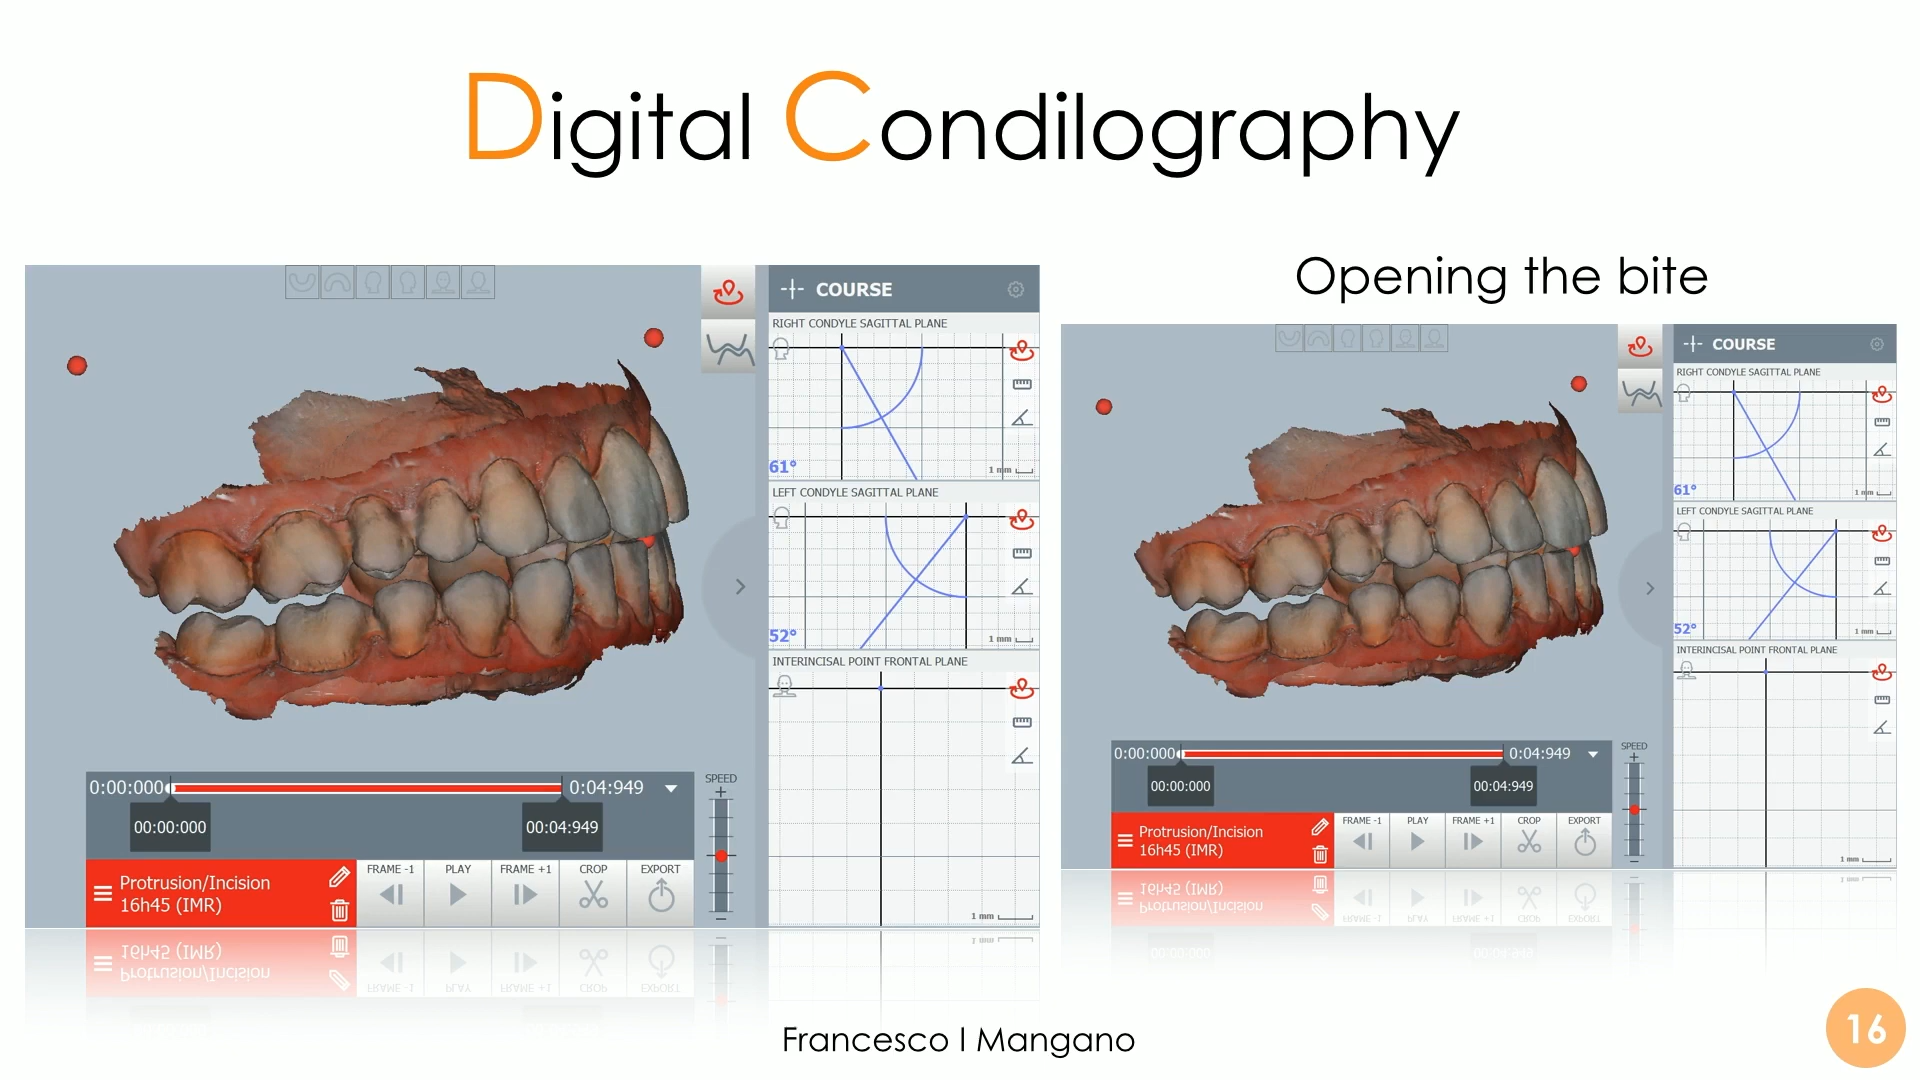 Digital Condilography
COURSE
RIGHT CONDYLE SAGITTAL PLANE
61°
1 mm
LEFT CONDYLE SAGITTAL PLANE
52°
1 mm
INTERINCISAL POINT FRONTAL PLANE
1 mm
0:00:000
0:04:949
00:00:000
00:04:949
SPEED
+
−
Protrusion/Incision
16h45 (IMR)
FRAME -1
PLAY
FRAME +1
CROP
EXPORT
Opening the bite
COURSE
RIGHT CONDYLE SAGITTAL PLANE
61°
1 mm
LEFT CONDYLE SAGITTAL PLANE
52°
1 mm
INTERINCISAL POINT FRONTAL PLANE
1 mm
0:00:000
0:04:949
00:00:000
00:04:949
SPEED
+
−
Protrusion/Incision
16h45 (IMR)
FRAME -1
PLAY
FRAME +1
CROP
EXPORT
Francesco I Mangano
16